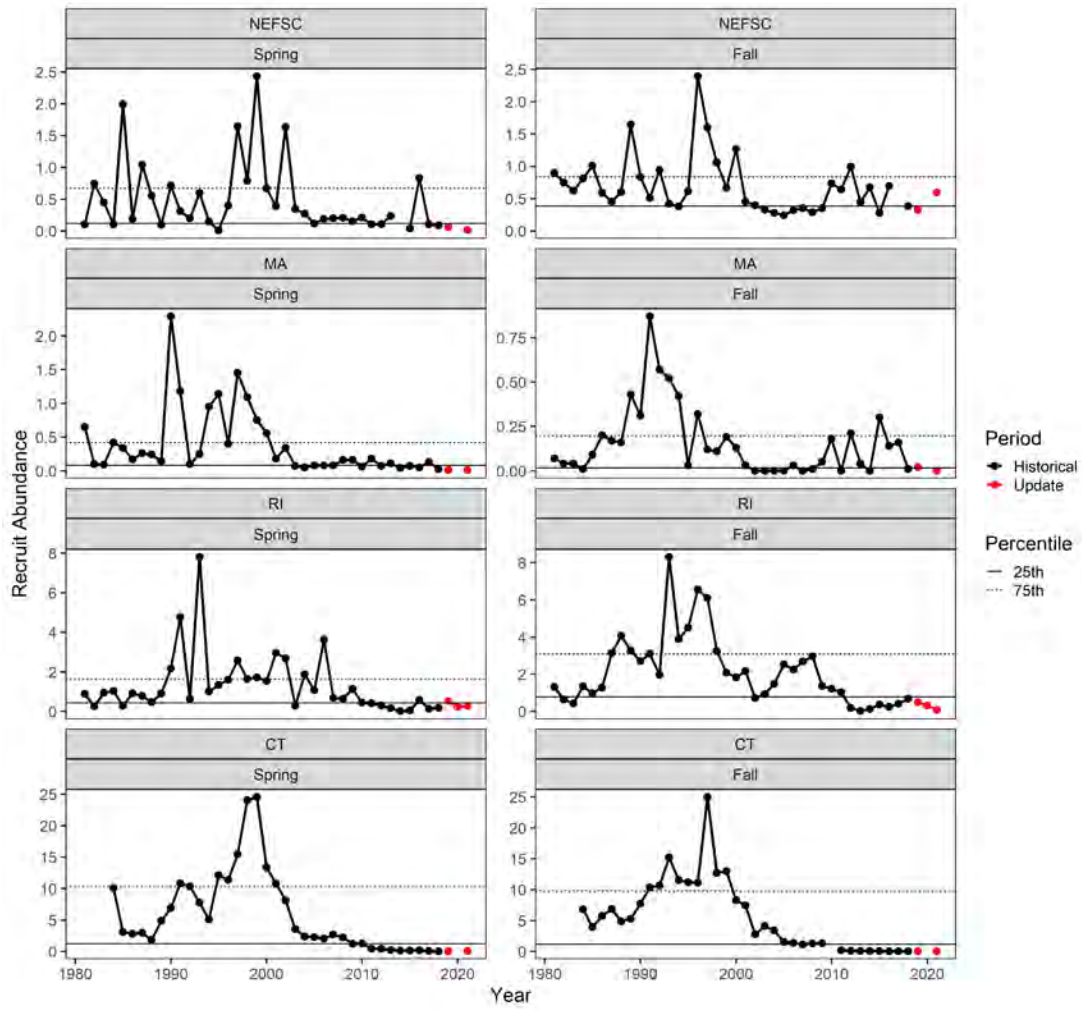 NEFSC
Spring
2.5
2.0
1.5
1.0
0.5
0.0
NEFSC
Fall
2.5
2.0
1.5
1.0
0.5
0.0
MA
Spring
2.0
1.5
1.0
0.5
0.0
MA
Fall
0.75
0.50
0.25
0.00
RI
Spring
8
6
4
2
0
RI
Fall
8
6
4
2
0
CT
Spring
25
20
15
10
5
0
1980 1990 2000 2010 2020
CT
Fall
25
20
15
10
5
0
1980 1990 2000 2010 2020
Recruit Abundance
Year
Period
Historical
Update
Percentile
25th
75th